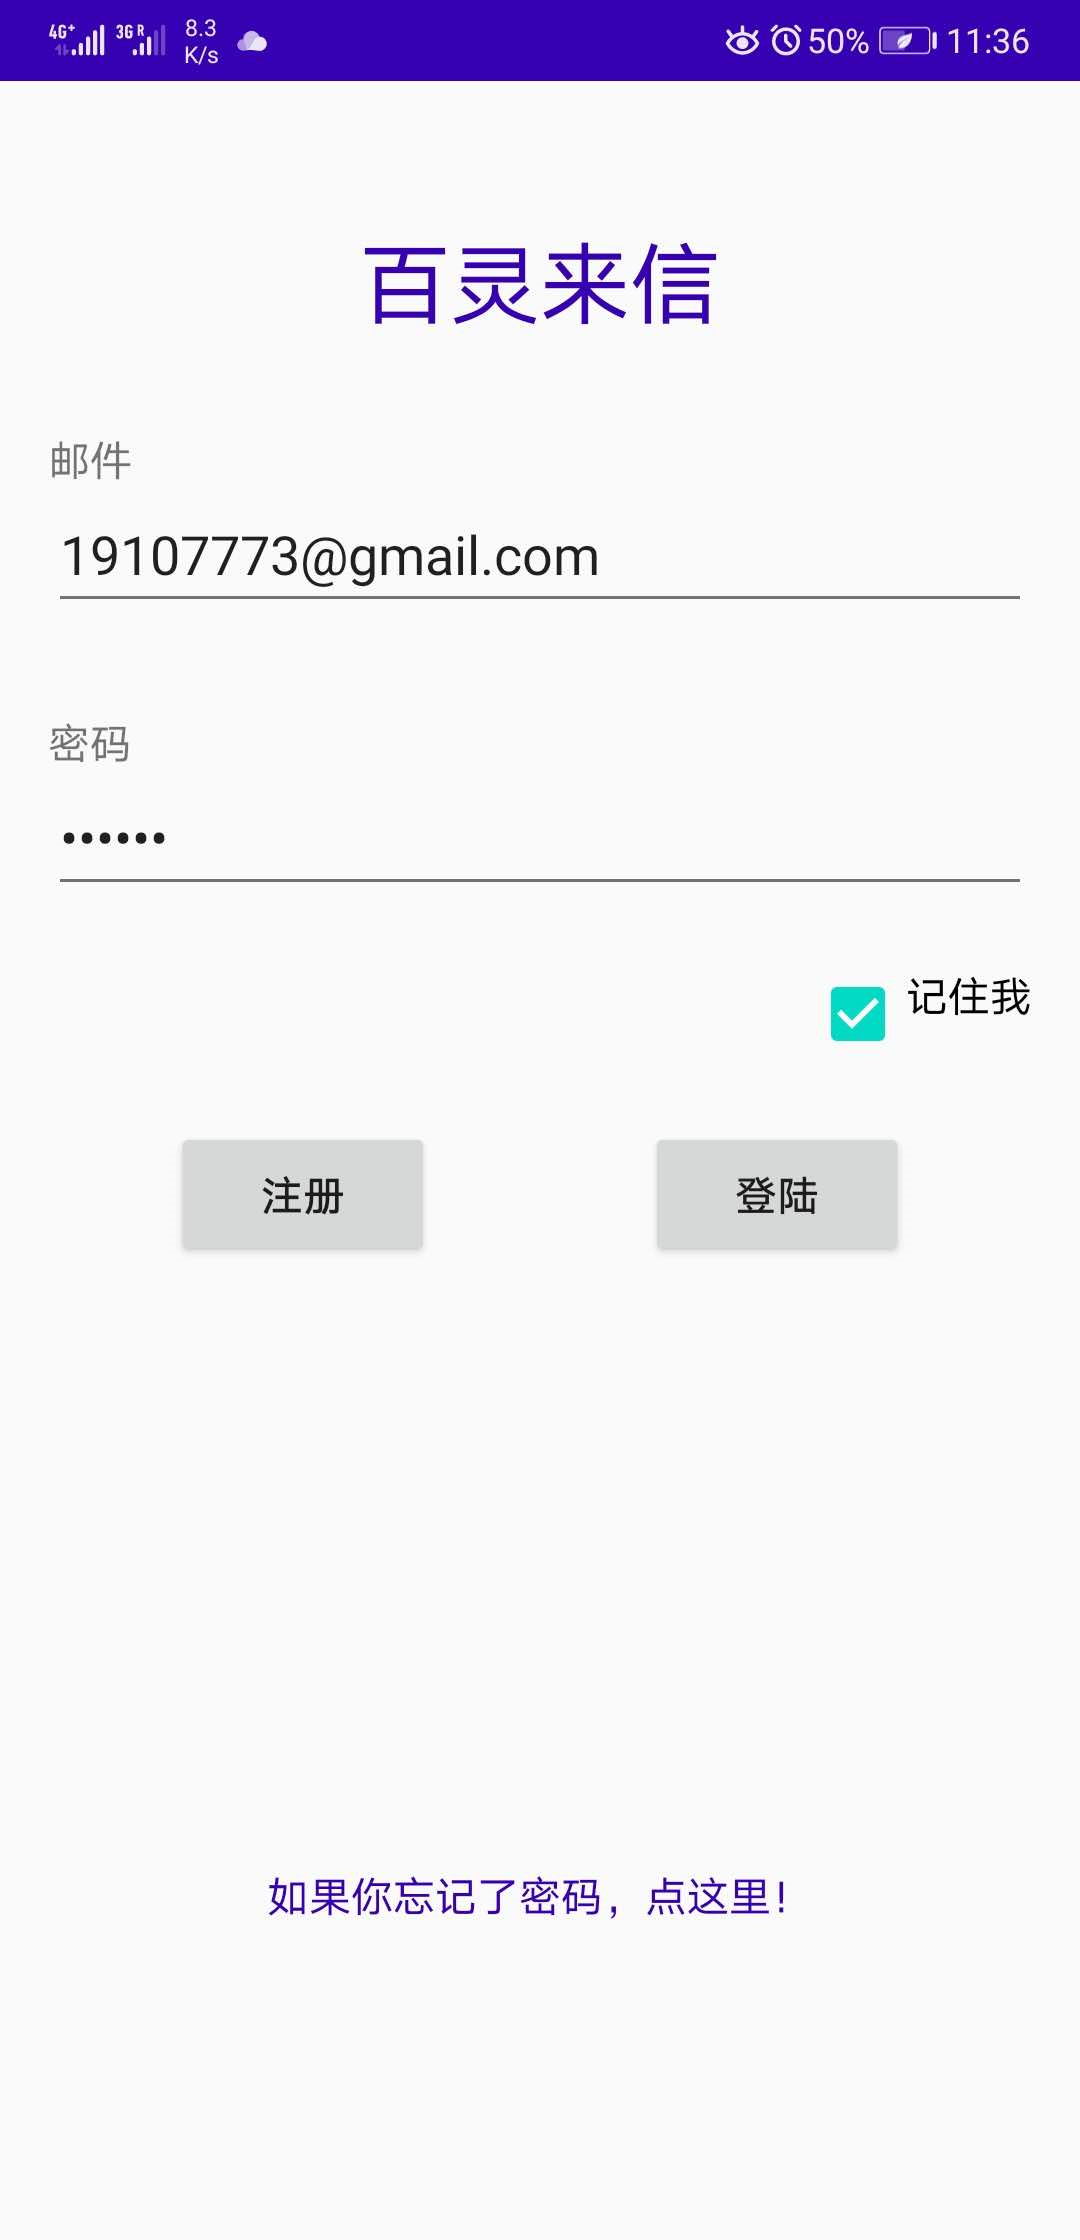 4G+ 3G R 8.3 K/s 50% 11:36
百灵来信
邮件
19107773@gmail.com
密码
••••••
记住我
注册 登陆
如果你忘记了密码，点这里!